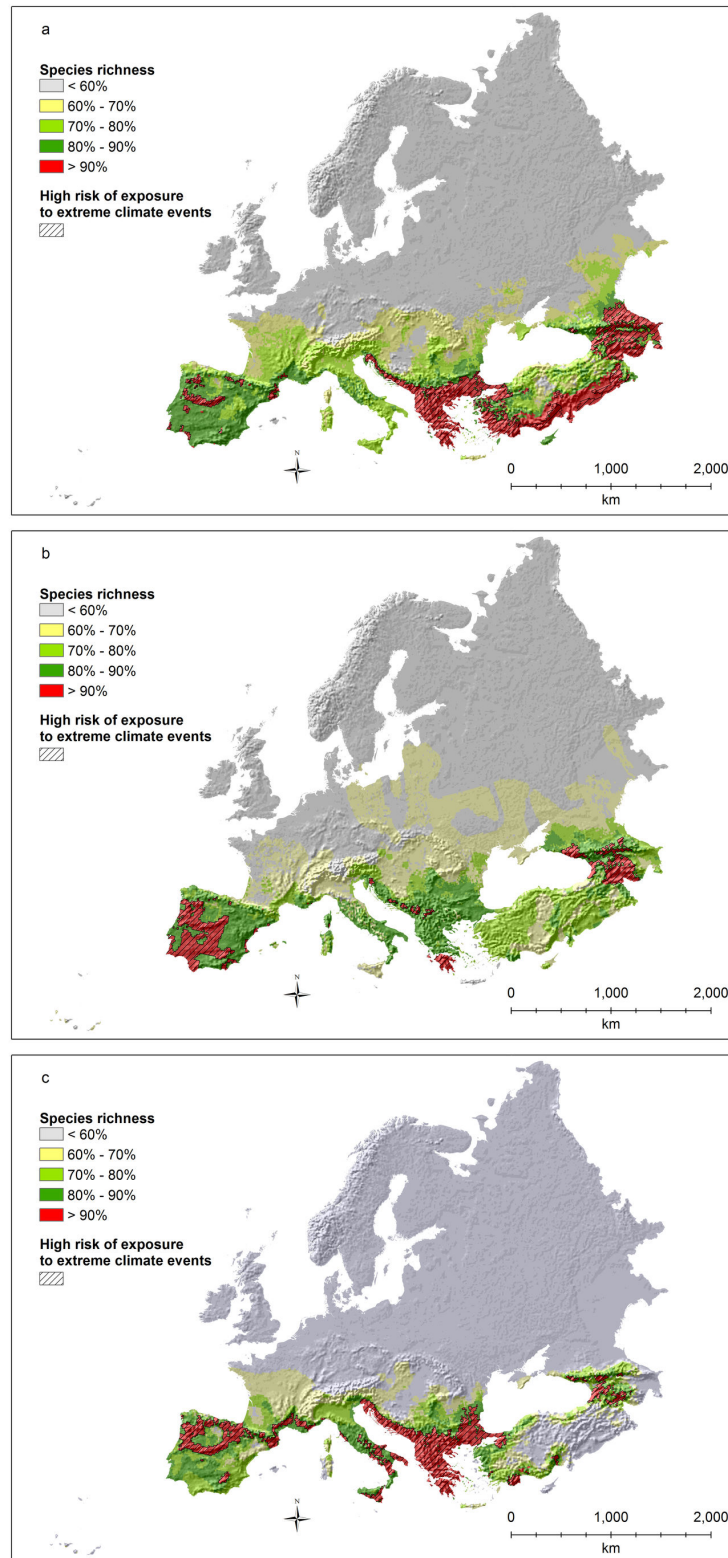 a
Species richness
< 60%
60% - 70%
70% - 80%
80% - 90%
> 90%
High risk of exposure
to extreme climate events
N
0 1,000 2,000
km
b
Species richness
< 60%
60% - 70%
70% - 80%
80% - 90%
> 90%
High risk of exposure
to extreme climate events
N
0 1,000 2,000
km
c
Species richness
< 60%
60% - 70%
70% - 80%
80% - 90%
> 90%
High risk of exposure
to extreme climate events
N
0 1,000 2,000
km